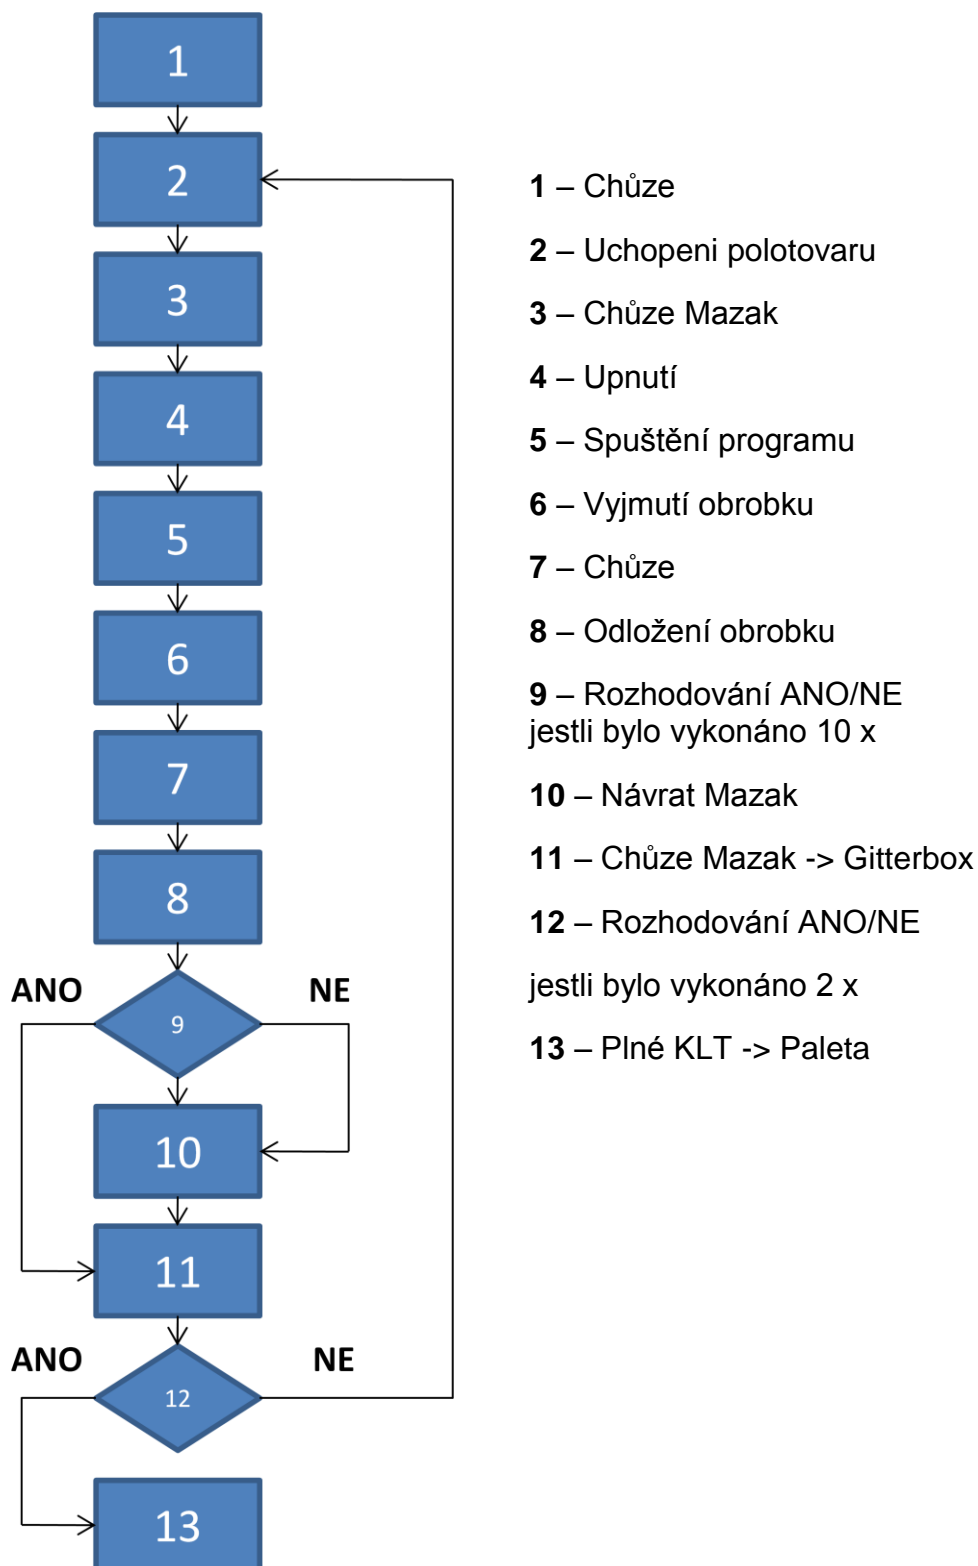 1
2
3
4
5
6
7
8
ANO
NE
9
10
11
ANO
NE
12
13
1 – Chůze
2 – Uchopeni polotovaru
3 – Chůze Mazak
4 – Upnutí
5 – Spuštění programu
6 – Vyjmutí obrobku
7 – Chůze
8 – Odložení obrobku
9 – Rozhodování ANO/NE
jestli bylo vykonáno 10 x
10 – Návrat Mazak
11 – Chůze Mazak -> Gitterbox
12 – Rozhodování ANO/NE
jestli bylo vykonáno 2 x
13 – Plné KLT -> Paleta